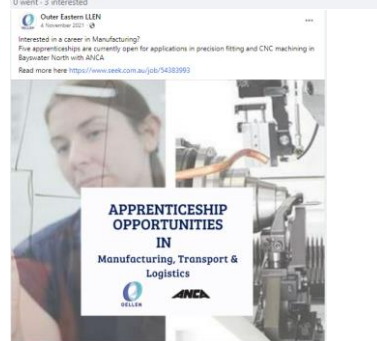 0 went · 3 interested
Outer Eastern LLEN
4 November 2021
Interested in a career in Manufacturing?
Five apprenticeships are currently open for applications in precision fitting and CNC machining in
Bayswater North with ANCA
Read more here https://www.seek.com.au/job/54383993
APPRENTICESHIP
OPPORTUNITIES
IN
Manufacturing, Transport &
Logistics
OELLEN
ANCA